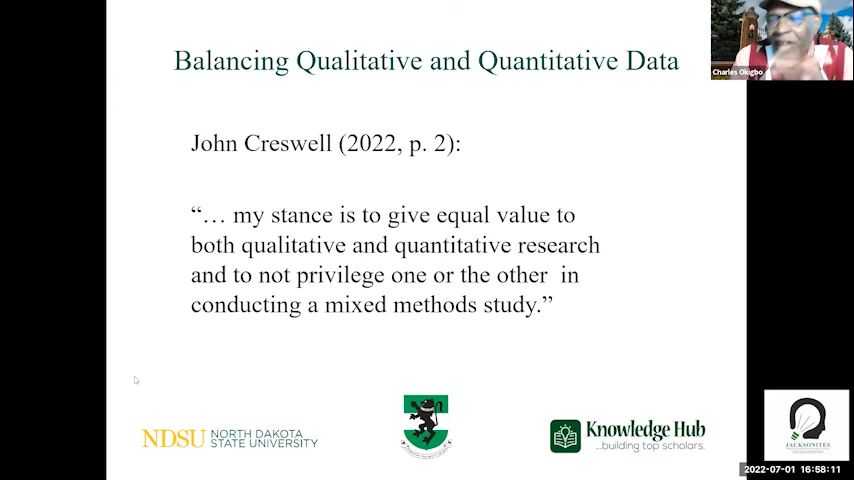 Balancing Qualitative and Quantitative Data
Charles Okigbo
John Creswell (2022, p. 2):
“… my stance is to give equal value to
both qualitative and quantitative research
and to not privilege one or the other in
conducting a mixed methods study.”
NDSU NORTH DAKOTA
STATE UNIVERSITY
Knowledge Hub
...building top scholars.
JACKSONITES
2022-07-01 16:58:11